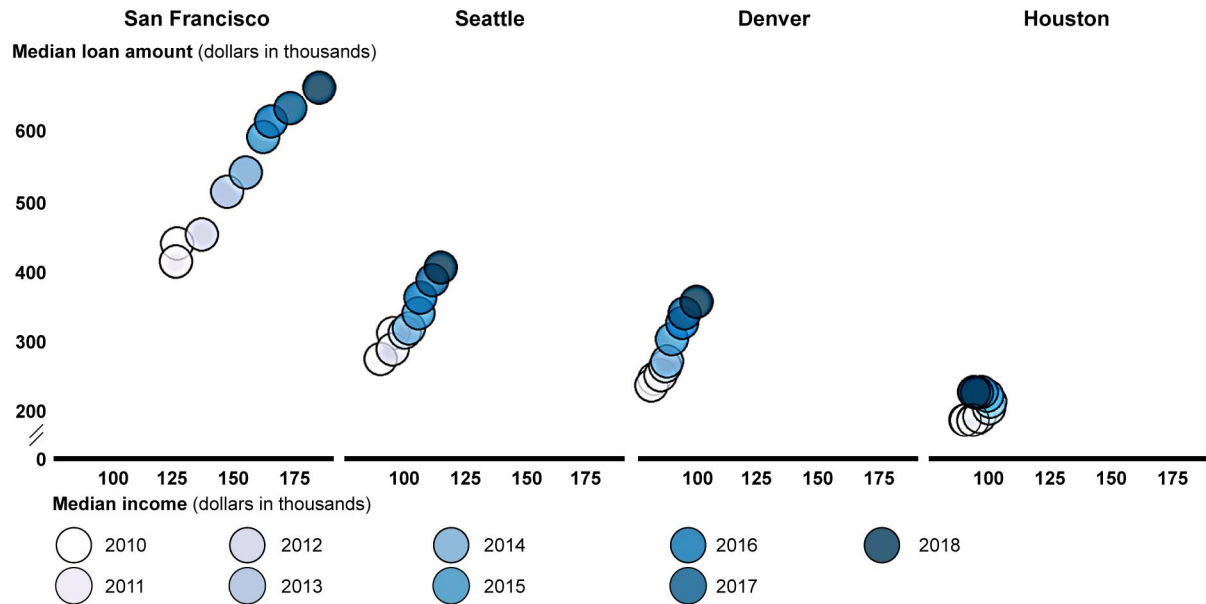 San Francisco Seattle Denver Houston
Median loan amount (dollars in thousands)
600
500
400
300
200
0
100 125 150 175 100 125 150 175 100 125 150 175 100 125 150 175
Median income (dollars in thousands)
2010 2012 2014 2016 2018
2011 2013 2015 2017